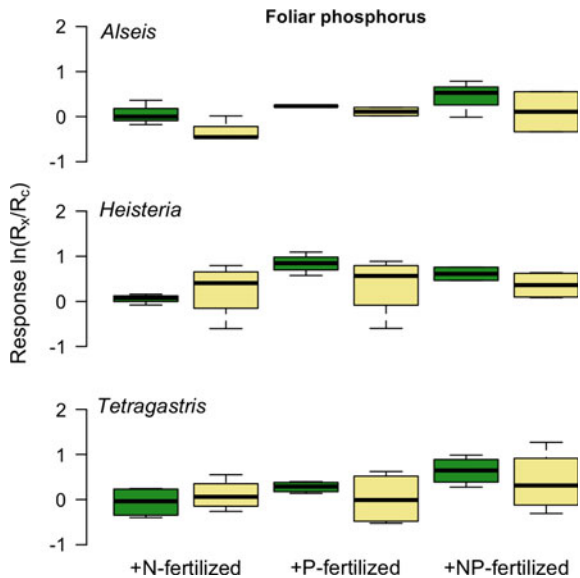 Foliar phosphorus
Alseis
2
1
0
-1
Heisteria
2
1
0
-1
Tetragastris
2
1
0
-1
Response ln(Rx/Rc)
+N-fertilized +P-fertilized +NP-fertilized